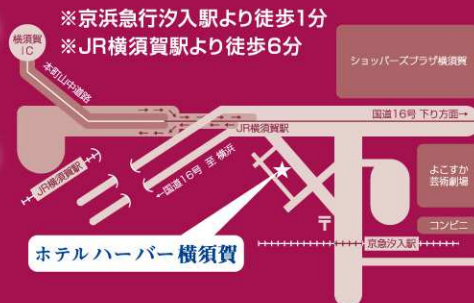 ※京浜急行汐入駅より徒歩1分
※JR横須賀駅より徒歩6分
横須賀
IC
本町山中道路
ショッパーズプラザ横須賀
国道16号 下り方面→
JR横須賀駅
JR横須賀駅
←国道16号 至 横浜
よこすか
芸術劇場
〒
コンビニ
ホテルハーバー横須賀
京急汐入駅